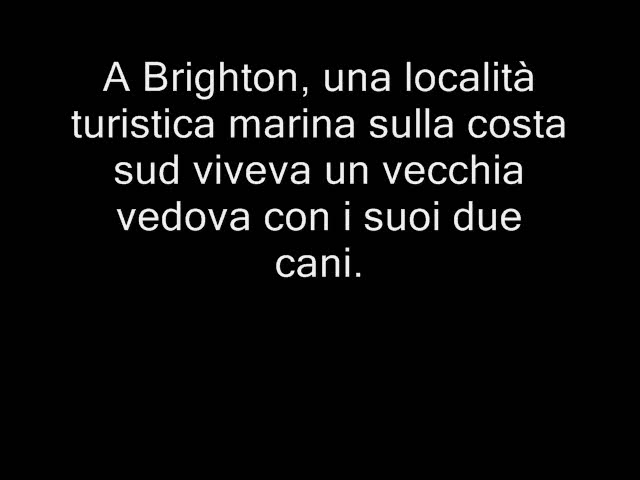 A Brighton, una località
turistica marina sulla costa
sud viveva un vecchia
vedova con i suoi due
cani.